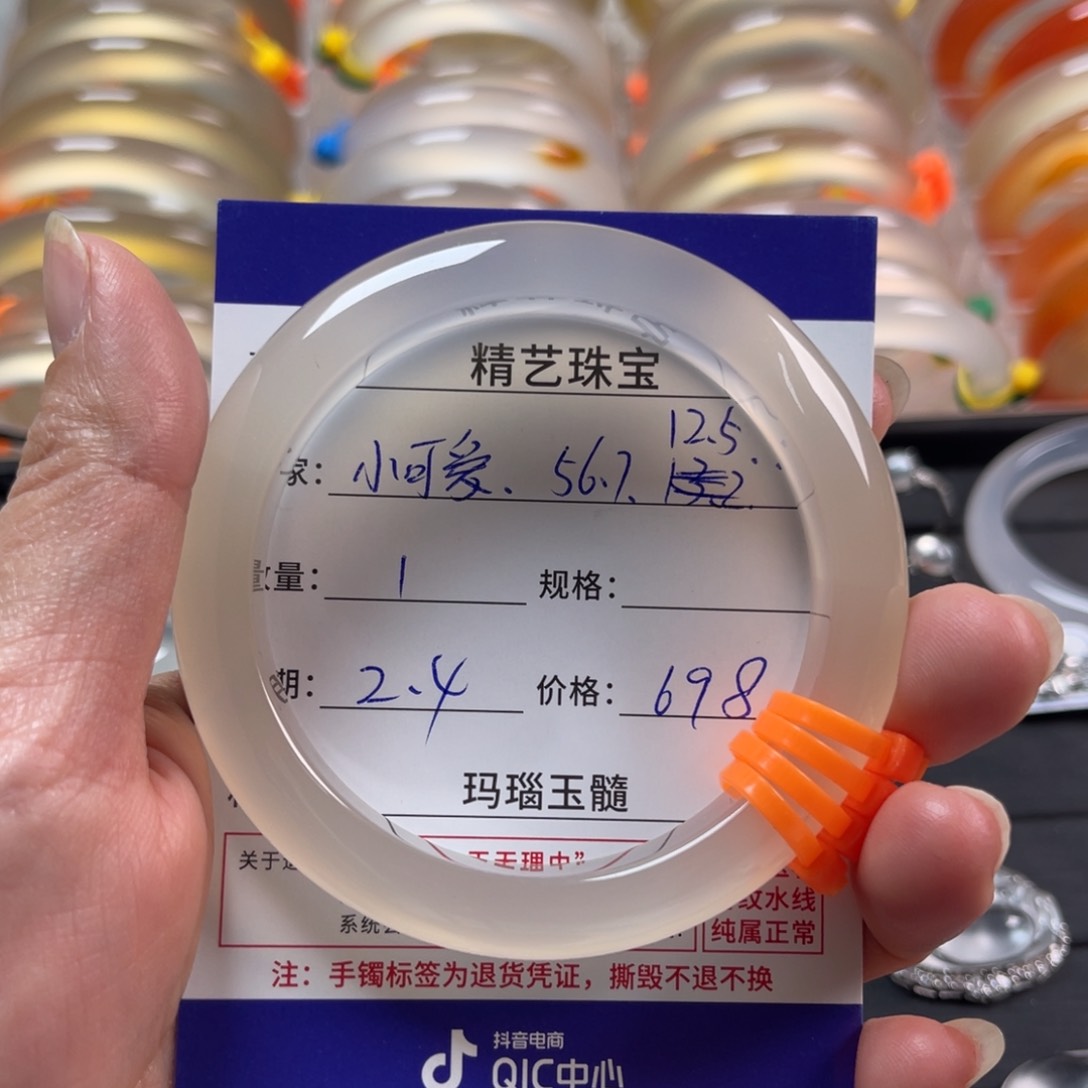 精艺珠宝
家：小可爱、56.7、12.5
数量：1 规格：
期：2.4 价格：698
玛瑙玉髓
关于退
系统
纹水线
纯属正常
注：手镯标签为退货凭证，撕毁不退不换
抖音电商
QIC中心